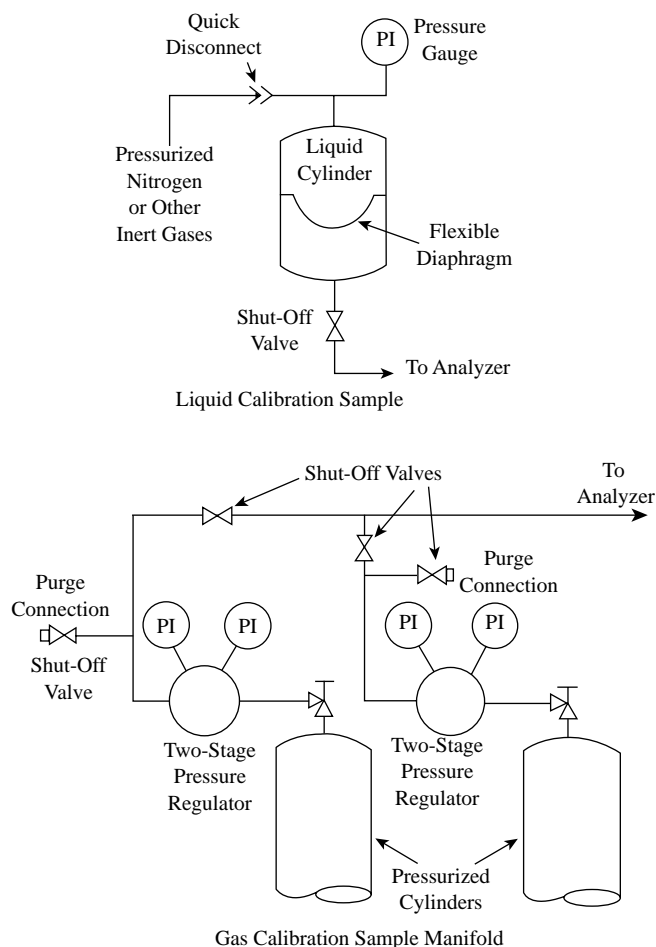 Quick
Disconnect
PI
Pressure
Gauge
Pressurized
Nitrogen
or Other
Inert Gases
Liquid
Cylinder
Flexible
Diaphragm
Shut-Off
Valve
To Analyzer
Liquid Calibration Sample
Shut-Off Valves
To
Analyzer
Purge
Connection
Purge
Connection
Shut-Off
Valve
PI
PI
PI
PI
Two-Stage
Pressure
Regulator
Two-Stage
Pressure
Regulator
Pressurized
Cylinders
Gas Calibration Sample Manifold